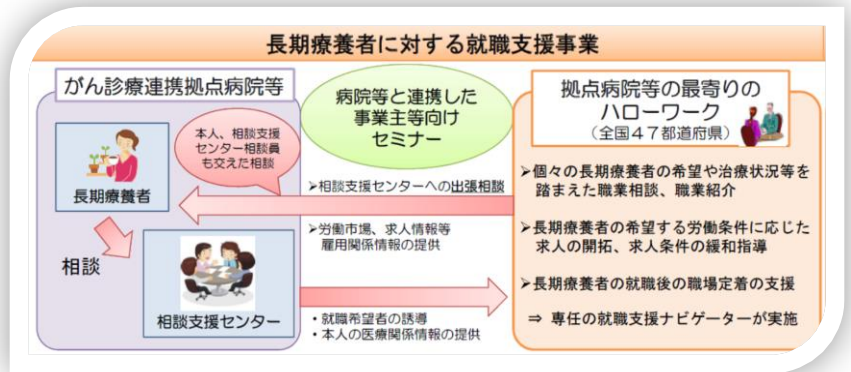 長期療養者に対する就職支援事業
がん診療連携拠点病院等
本人、相談支援
センター相談員
も交えた相談
長期療養者
相談
相談支援センター
病院等と連携した
事業主等向け
セミナー
➢相談支援センターへの出張相談
➢労働市場、求人情報等
雇用関係情報の提供
・就職希望者の誘導
・本人の医療関係情報の提供
拠点病院等の最寄りの
ハローワーク
(全国47都道府県)
➢個々の長期療養者の希望や治療状況等を
踏まえた職業相談、職業紹介
➢長期療養者の希望する労働条件に応じた
求人の開拓、求人条件の緩和指導
➢長期療養者の就職後の職場定着の支援
⇒ 専任の就職支援ナビゲーターが実施